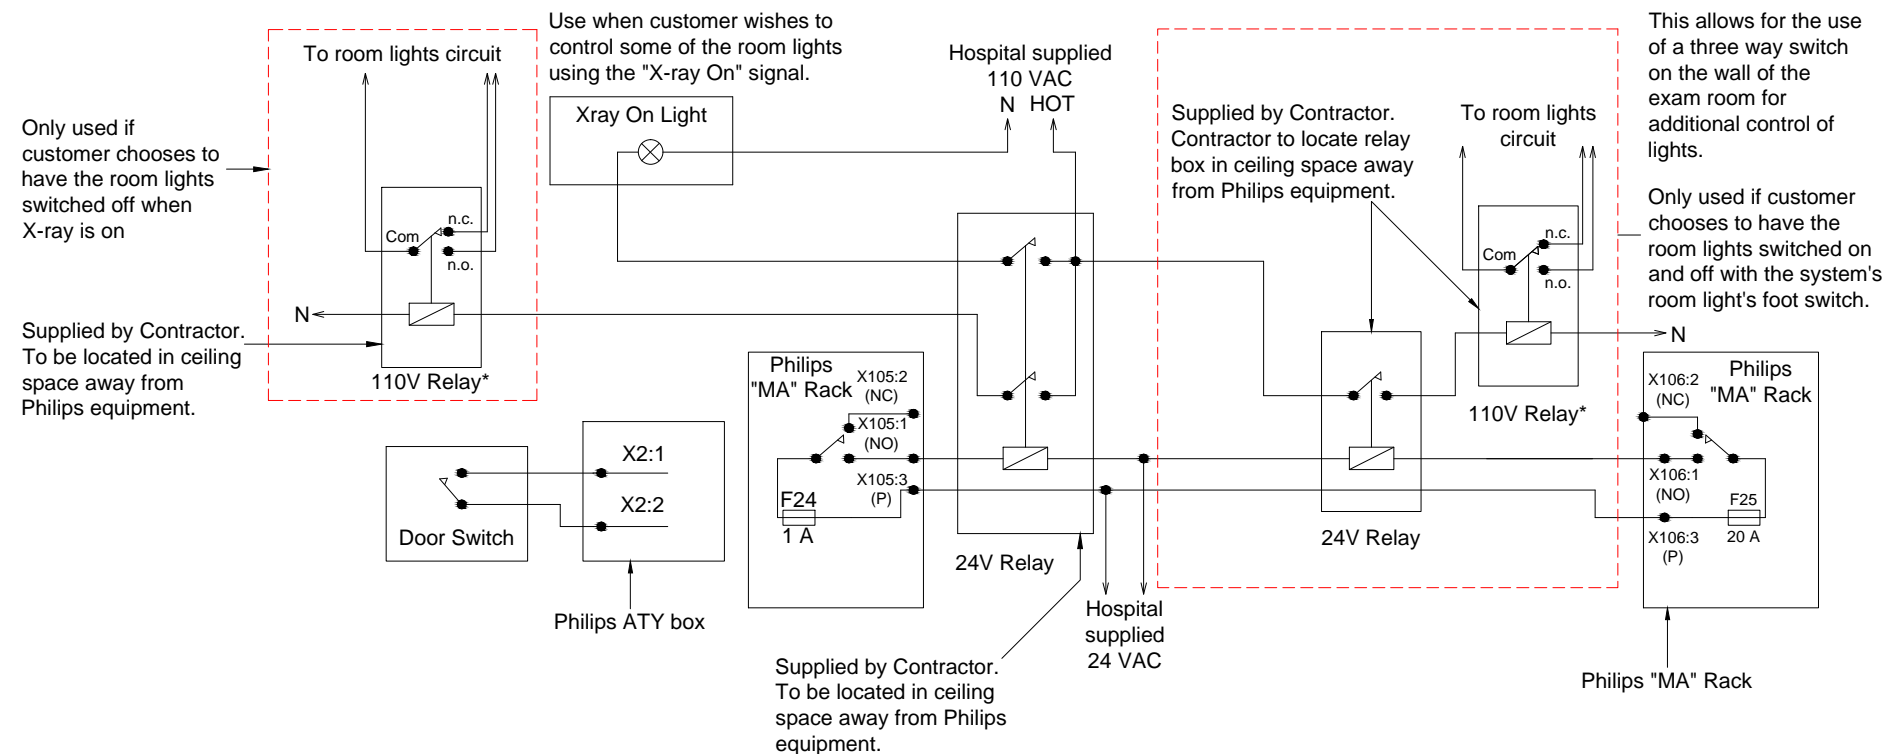 To room lights circuit
Use when customer wishes to
control some of the room lights
using the "X-ray On" signal.
Hospital supplied
110 VAC
N HOT
This allows for the use
of a three way switch
on the wall of the
exam room for
additional control of
lights.
Only used if
customer chooses to
have the room lights
switched off when
X-ray is on
Xray On Light
Supplied by Contractor.
Contractor to locate relay
box in ceiling space away
from Philips equipment.
To room lights
circuit
Com
n.c.
n.o.
Com
n.c.
n.o.
Only used if customer
chooses to have the
room lights switched on
and off with the system's
room light's foot switch.
N
N
Supplied by Contractor.
To be located in ceiling
space away from
Philips equipment.
110V Relay*
Philips
"MA" Rack
X105:2
(NC)
X105:1
(NO)
X105:3
(P)
F24
1 A
110V Relay*
X106:2
(NC)
Philips
"MA" Rack
X106:1
(NO)
X106:3
(P)
F25
20 A
X2:1
X2:2
Door Switch
24V Relay
24V Relay
Philips ATY box
Hospital
supplied
24 VAC
Supplied by Contractor.
To be located in ceiling
space away from Philips
equipment.
Philips "MA" Rack